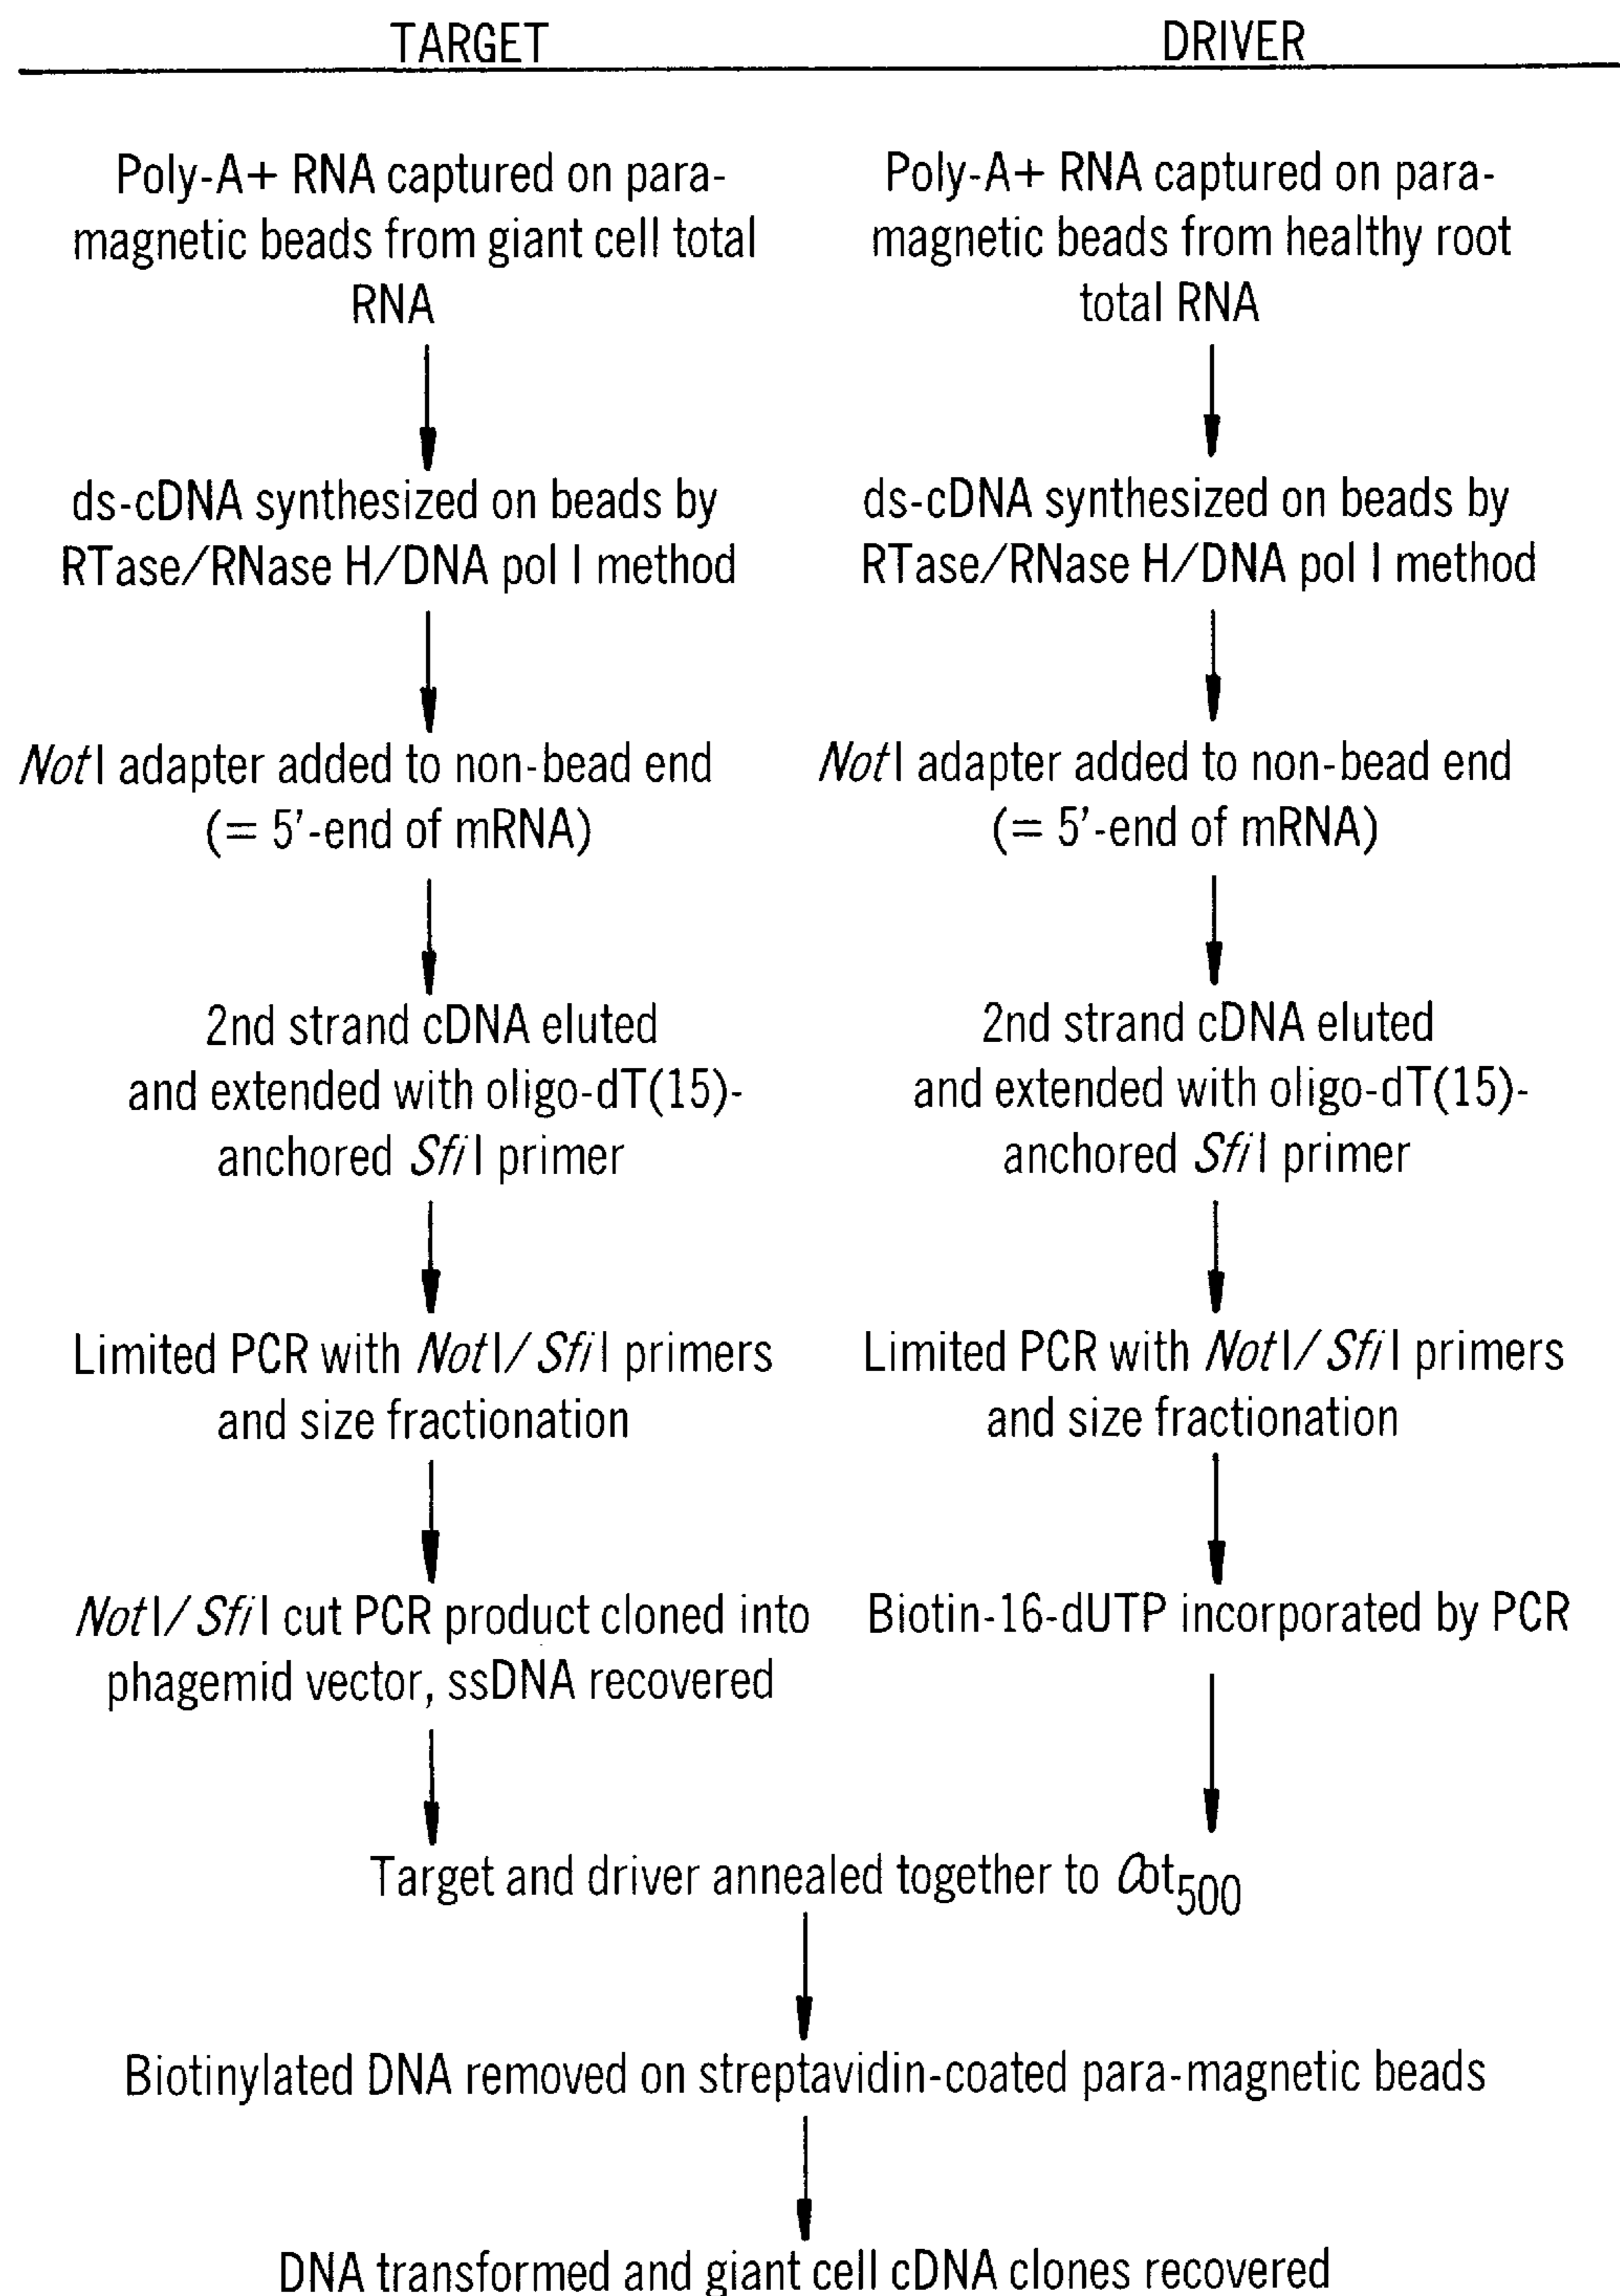 TARGET
DRIVER
Poly-A+ RNA captured on para-
magnetic beads from giant cell total
RNA
Poly-A+ RNA captured on para-
magnetic beads from healthy root
total RNA
ds-cDNA synthesized on beads by
RTase/RNase H/DNA pol I method
ds-cDNA synthesized on beads by
RTase/RNase H/DNA pol I method
NotI adapter added to non-bead end
(= 5'-end of mRNA)
NotI adapter added to non-bead end
(= 5'-end of mRNA)
2nd strand cDNA eluted
and extended with oligo-dT(15)-
anchored SfiI primer
2nd strand cDNA eluted
and extended with oligo-dT(15)-
anchored SfiI primer
Limited PCR with NotI/SfiI primers
and size fractionation
Limited PCR with NotI/SfiI primers
and size fractionation
NotI/SfiI cut PCR product cloned into
phagemid vector, ssDNA recovered
Biotin-16-dUTP incorporated by PCR
Target and driver annealed together to Cot500
Biotinylated DNA removed on streptavidin-coated para-magnetic beads
DNA transformed and giant cell cDNA clones recovered